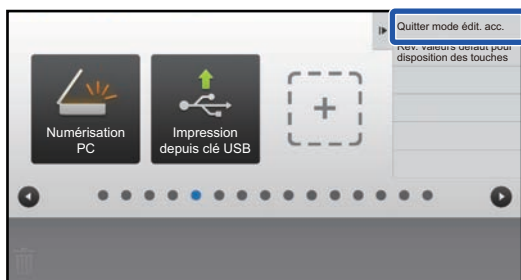 Quitter mode édit. acc.
Rev. valeurs défaut pour
disposition des touches
Numérisation
PC
Impression
depuis clé USB